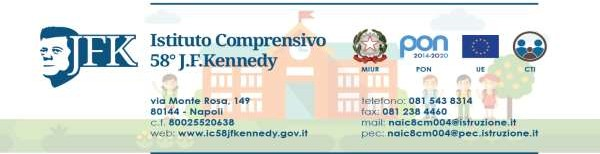 JFK
Istituto Comprensivo
58° J.F.Kennedy
MIUR
pon
2014-2020
PON
UE
CTI
via Monte Rosa, 149
80144 - Napoli
c.f. 80025520638
web: www.ic58jfkennedy.gov.it
telefono: 081 543 8314
fax: 081 238 4460
mail: naic8cm004@istruzione.it
pec: naic8cm004@pec.istruzione.it